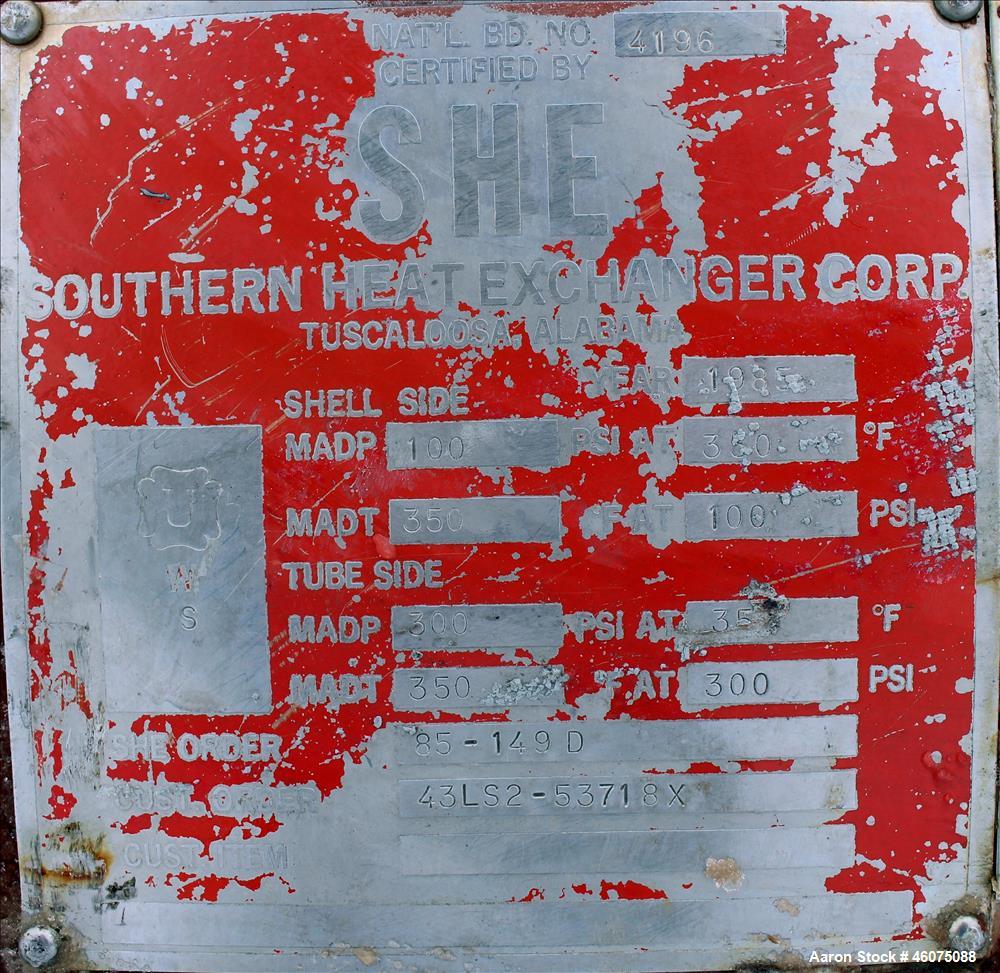 NAT'L. BD. NO. 4196
CERTIFIED BY
SHE
SOUTHERN HEAT EXCHANGER CORP.
TUSCALOOSA, ALABAMA
YEAR 1985
SHELL SIDE
MADP 100 PSI AT °F
MADT 350 °F AT 100 PSI
TUBE SIDE
MADP 300 PSI AT °F
MADT 350 °F AT 300 PSI
U
W
S
SHE ORDER 85-149D
CUST. ORDER 43LS2-53718X
CUST. ITEM
Aaron Stock # 46075088